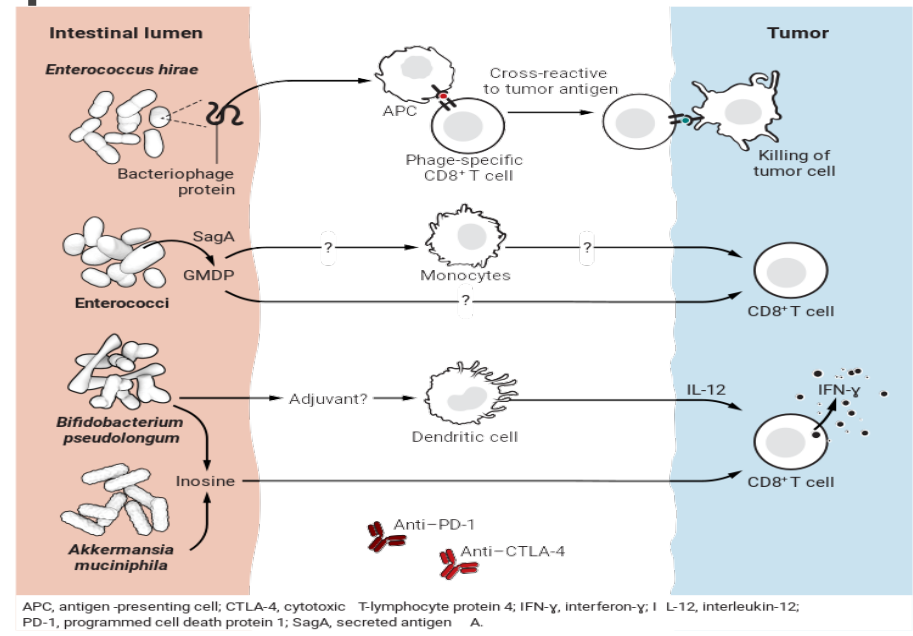 Intestinal lumen
Tumor
Enterococcus hirae
Bacteriophage
protein
APC
Phage-specific
CD8+ T cell
Cross-reactive
to tumor antigen
Killing of
tumor cell
SagA
GMDP
Enterococci
?
Monocytes
?
?
CD8+ T cell
Bifidobacterium
pseudolongum
Adjuvant?
Dendritic cell
IL-12
IFN-ɣ
CD8+ T cell
Inosine
Akkermansia
muciniphila
Anti–PD-1
Anti–CTLA-4
APC, antigen -presenting cell; CTLA-4, cytotoxic T-lymphocyte protein 4; IFN-ɣ, interferon-ɣ; I L-12, interleukin-12;
PD-1, programmed cell death protein 1; SagA, secreted antigen A.